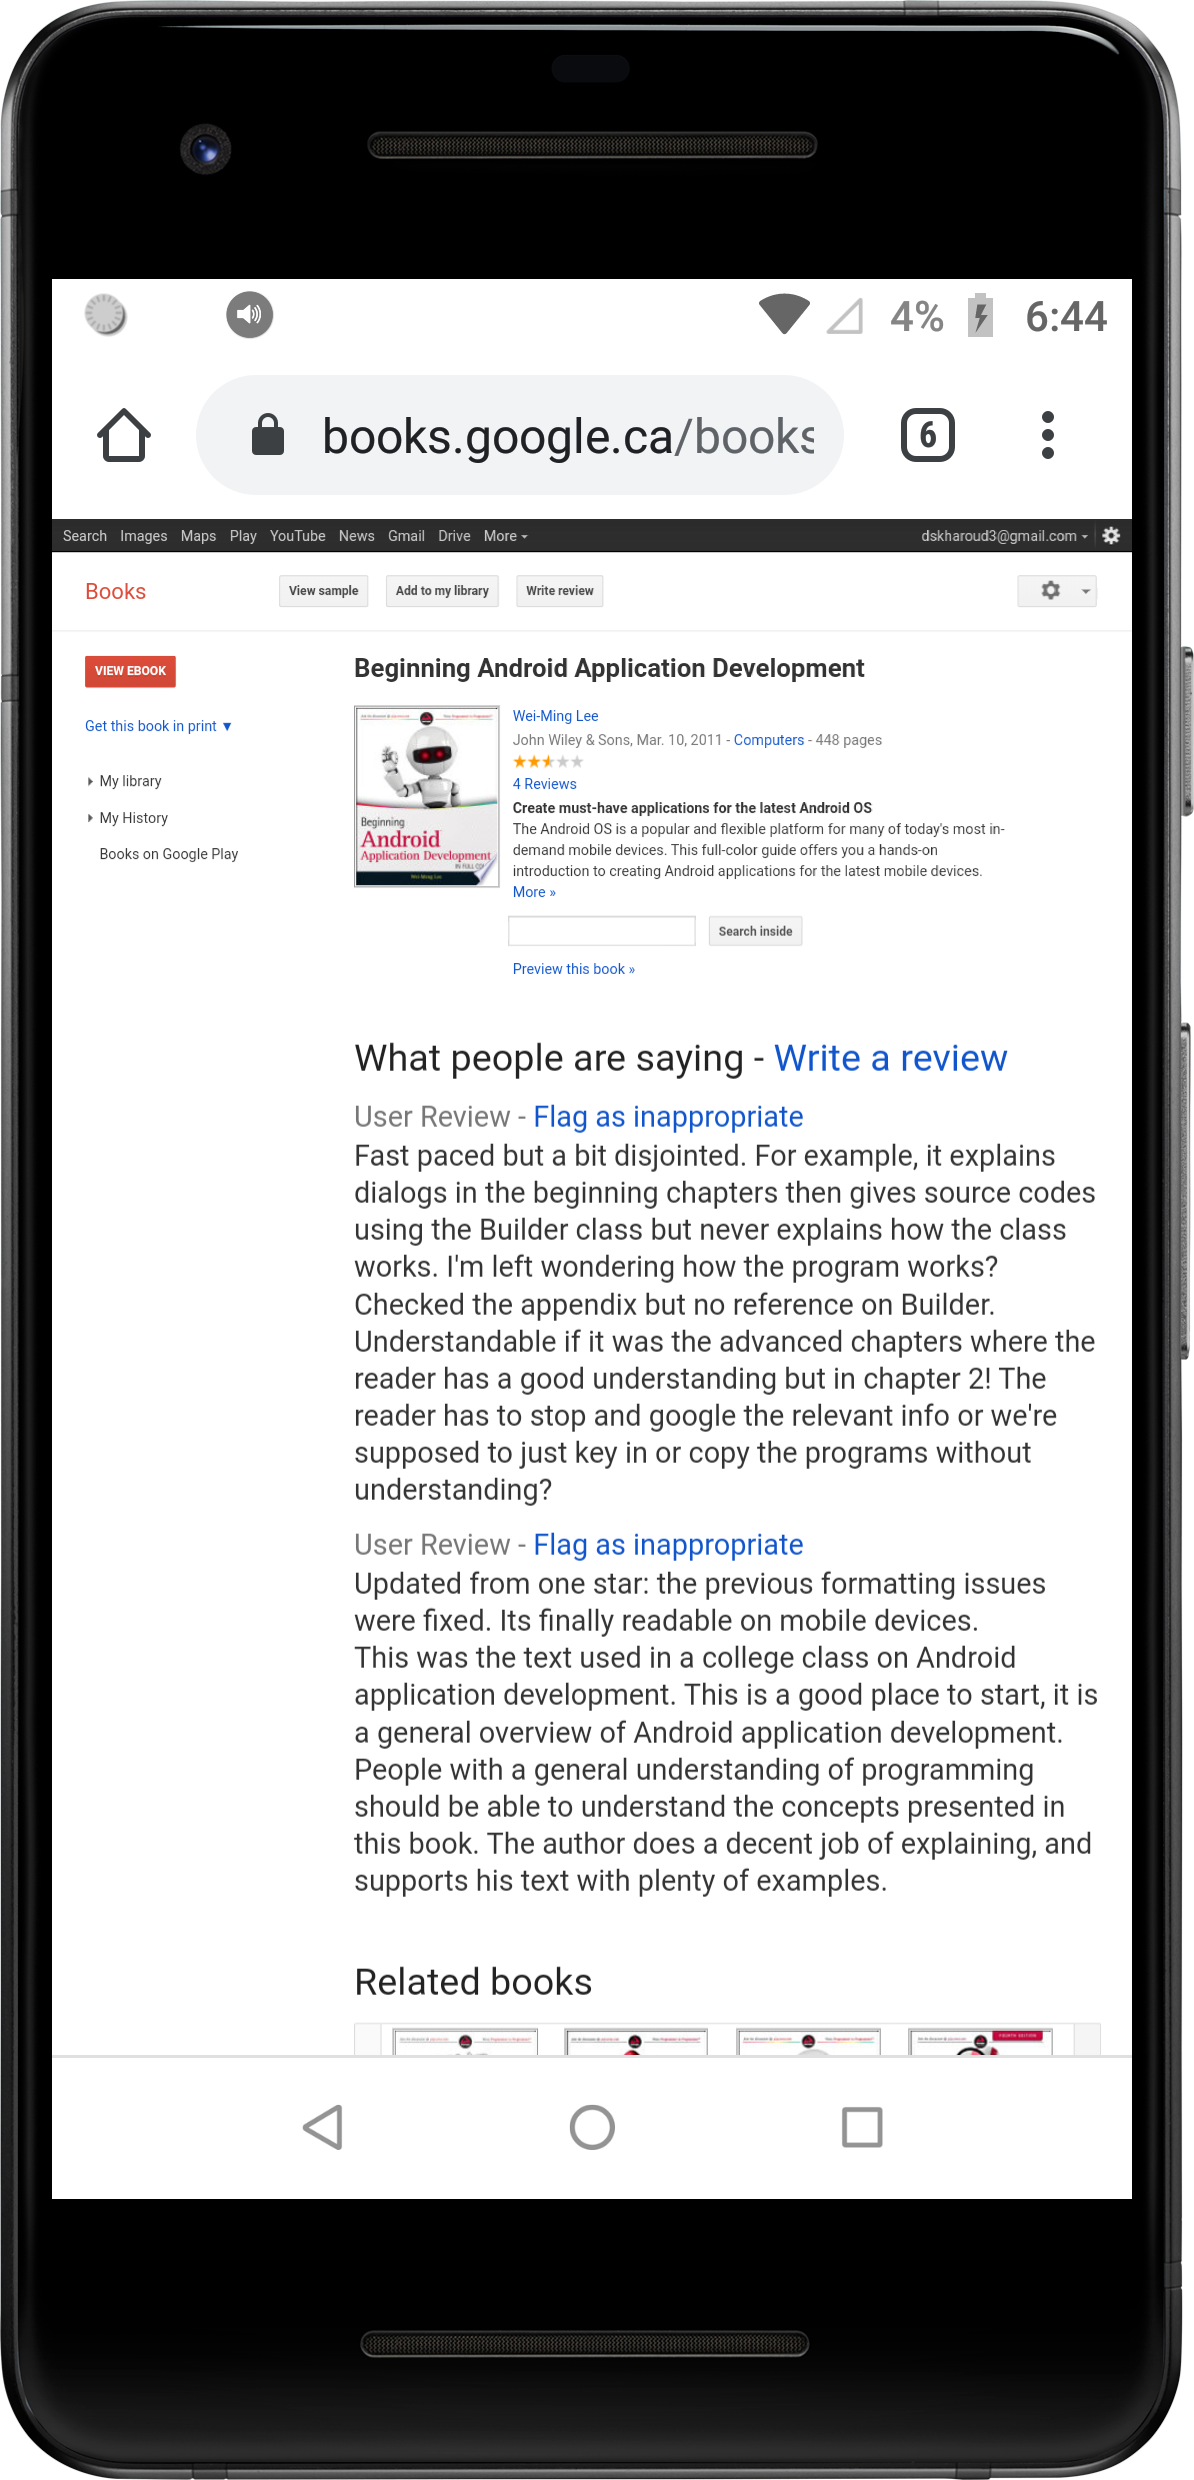 4% 6:44
books.google.ca/books
6
Search Images Maps Play YouTube News Gmail Drive More
dskharoud3@gmail.com
Books
View sample
Add to my library
Write review
VIEW EBOOK
Get this book in print ▼
My library
My History
Books on Google Play
Beginning Android Application Development
Beginning
Android
Application Development
IN FULL COL
Wei-Meng Lee
Wei-Ming Lee
John Wiley & Sons, Mar. 10, 2011 - Computers - 448 pages
4 Reviews
Create must-have applications for the latest Android OS
The Android OS is a popular and flexible platform for many of today's most in-
demand mobile devices. This full-color guide offers you a hands-on
introduction to creating Android applications for the latest mobile devices.
More »
Search inside
Preview this book »
What people are saying - Write a review
User Review - Flag as inappropriate
Fast paced but a bit disjointed. For example, it explains
dialogs in the beginning chapters then gives source codes
using the Builder class but never explains how the class
works. I'm left wondering how the program works?
Checked the appendix but no reference on Builder.
Understandable if it was the advanced chapters where the
reader has a good understanding but in chapter 2! The
reader has to stop and google the relevant info or we're
supposed to just key in or copy the programs without
understanding?
User Review - Flag as inappropriate
Updated from one star: the previous formatting issues
were fixed. Its finally readable on mobile devices.
This was the text used in a college class on Android
application development. This is a good place to start, it is
a general overview of Android application development.
People with a general understanding of programming
should be able to understand the concepts presented in
this book. The author does a decent job of explaining, and
supports his text with plenty of examples.
Related books
FOURTH EDITION